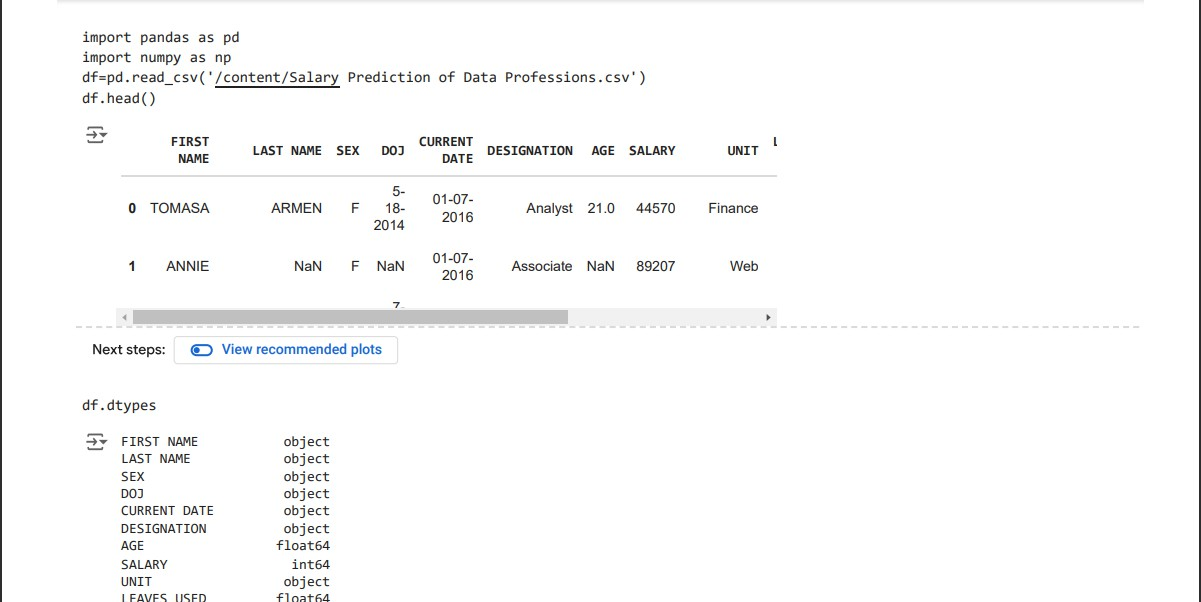 import pandas as pd
import numpy as np
df=pd.read_csv('/content/Salary Prediction of Data Professions.csv')
df.head()
FIRST NAME LAST NAME SEX DOJ CURRENT DATE DESIGNATION AGE SALARY UNIT L
0 TOMASA ARMEN F 5-18-2014 01-07-2016 Analyst 21.0 44570 Finance
1 ANNIE NaN F NaN 01-07-2016 Associate NaN 89207 Web
7-
Next steps: View recommended plots
df.dtypes
FIRST NAME object
LAST NAME object
SEX object
DOJ object
CURRENT DATE object
DESIGNATION object
AGE float64
SALARY int64
UNIT object
LEAVES USED float64